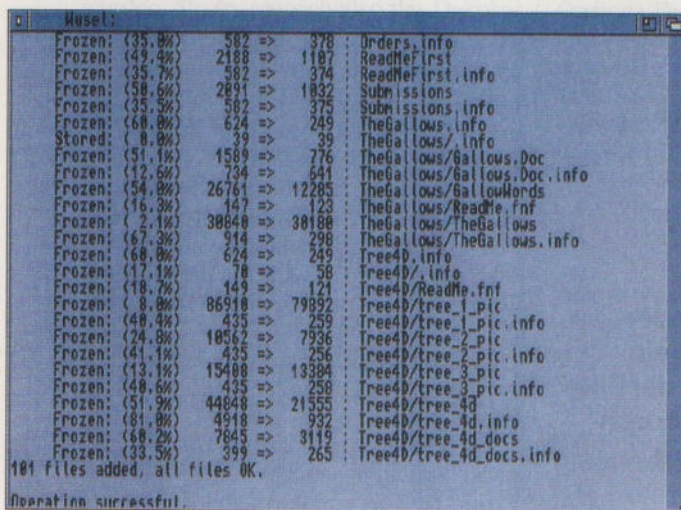 Wusel:
Frozen: (35.0%) 582 => 378 : Orders.info
Frozen: (49.4%) 2188 => 1107 : ReadMeFirst
Frozen: (35.7%) 582 => 374 : ReadMeFirst.info
Frozen: (50.6%) 2091 => 1032 : Submissions
Frozen: (35.5%) 582 => 375 : Submissions.info
Frozen: (60.0%) 624 => 249 : TheGallows.info
Stored: ( 0.0%) 39 => 39 : TheGallows/.info
Frozen: (51.1%) 1589 => 776 : TheGallows/Gallows.Doc
Frozen: (12.6%) 734 => 641 : TheGallows/Gallows.Doc.info
Frozen: (54.0%) 26761 => 12285 : TheGallows/GallowWords
Frozen: (16.3%) 147 => 123 : TheGallows/ReadMe.fnf
Frozen: ( 2.1%) 30840 => 30180 : TheGallows/TheGallows
Frozen: (67.3%) 914 => 298 : TheGallows/TheGallows.info
Frozen: (60.0%) 624 => 249 : Tree4D.info
Frozen: (17.1%) 70 => 58 : Tree4D/.info
Frozen: (18.7%) 149 => 121 : Tree4D/ReadMe.fnf
Frozen: ( 8.0%) 86910 => 79892 : Tree4D/tree_1_pic
Frozen: (40.4%) 435 => 259 : Tree4D/tree_1_pic.info
Frozen: (24.8%) 10562 => 7936 : Tree4D/tree_2_pic
Frozen: (41.1%) 435 => 256 : Tree4D/tree_2_pic.info
Frozen: (13.1%) 15408 => 13384 : Tree4D/tree_3_pic
Frozen: (40.6%) 435 => 258 : Tree4D/tree_3_pic.info
Frozen: (51.9%) 44848 => 21555 : Tree4D/tree_4d
Frozen: (81.0%) 4918 => 932 : Tree4D/tree_4d.info
Frozen: (60.2%) 7845 => 3119 : Tree4D/tree_4d_docs
Frozen: (33.5%) 399 => 265 : Tree4D/tree_4d_docs.info
101 files added, all files OK.
Operation successful.